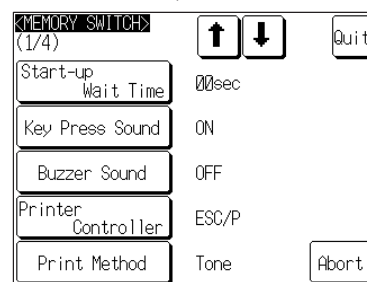 <MEMORY SWITCH>
(1/4)
Quit
Start-up
Wait Time
00sec
Key Press Sound
ON
Buzzer Sound
OFF
Printer
Controller
ESC/P
Print Method
Tone
Abort